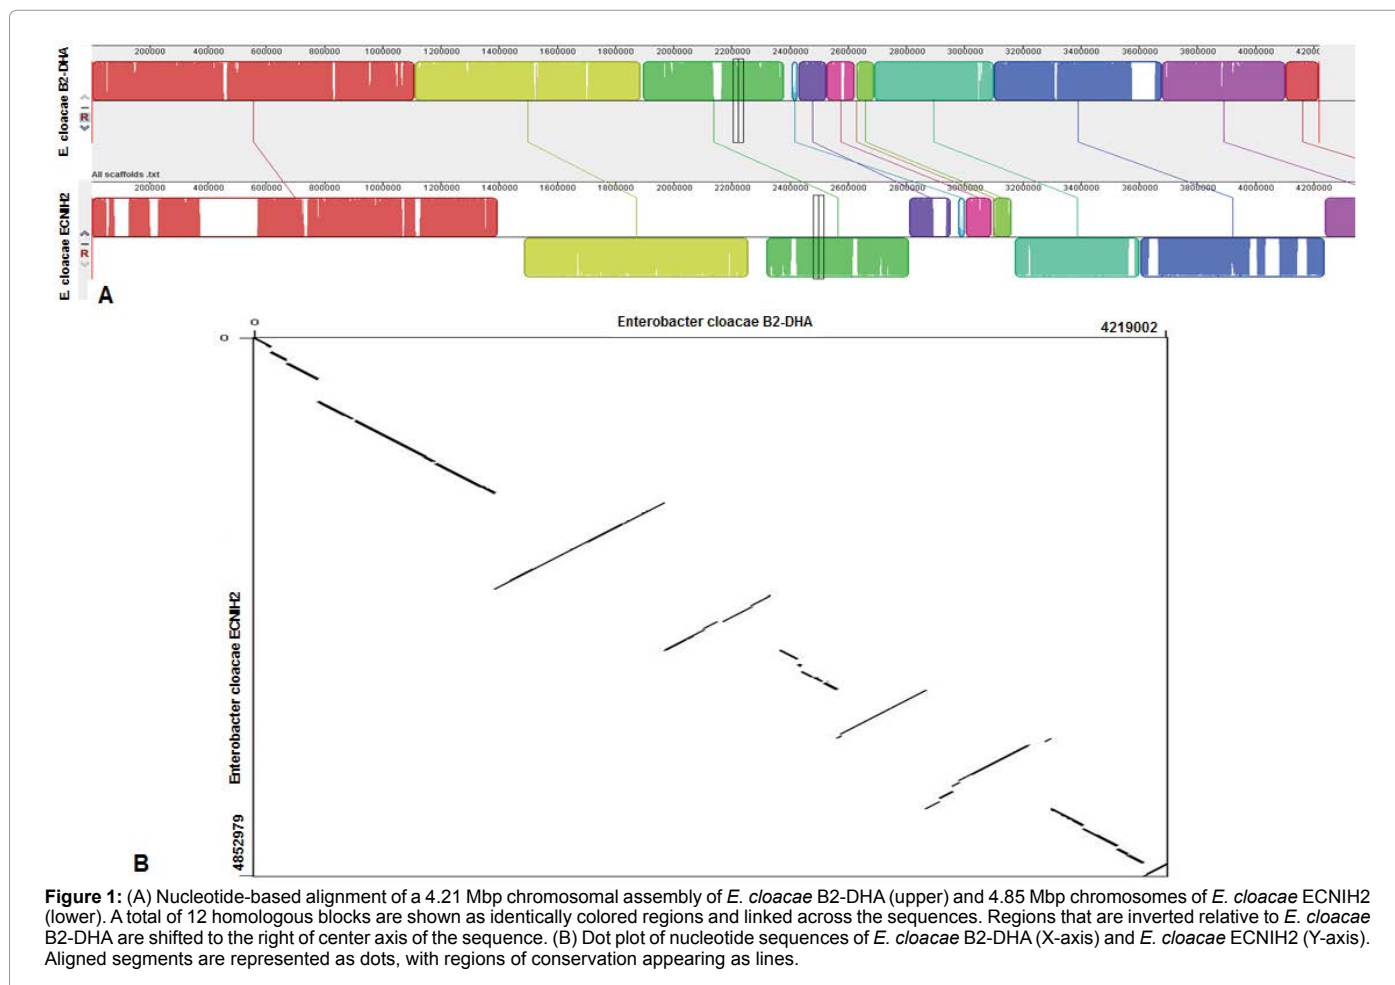 200000 400000 600000 800000 1000000 1200000 1400000 1600000 1800000 2000000 2200000 2400000 2600000 2800000 3000000 3200000 3400000 3600000 3800000 4000000 4200
E. cloacae B2-DHA
R
All scaffolds .txt
200000 400000 600000 800000 1000000 1200000 1400000 1600000 1800000 2000000 2200000 2400000 2600000 2800000 3000000 3200000 3400000 3600000 3800000 4000000 4200000
E. cloacae ECNIH2
R
A
0
Enterobacter cloacae B2-DHA
4219002
0
Enterobacter cloacae ECNIH2
4852979
B
Figure 1: (A) Nucleotide-based alignment of a 4.21 Mbp chromosomal assembly of E. cloacae B2-DHA (upper) and 4.85 Mbp chromosomes of E. cloacae ECNIH2
(lower). A total of 12 homologous blocks are shown as identically colored regions and linked across the sequences. Regions that are inverted relative to E. cloacae
B2-DHA are shifted to the right of center axis of the sequence. (B) Dot plot of nucleotide sequences of E. cloacae B2-DHA (X-axis) and E. cloacae ECNIH2 (Y-axis).
Aligned segments are represented as dots, with regions of conservation appearing as lines.